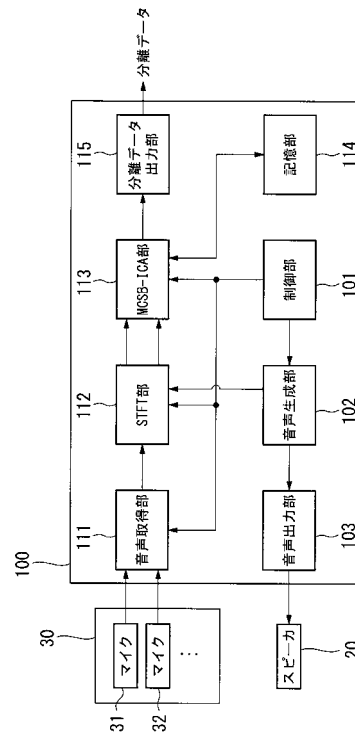 100
30
マイク
31
マイク
32
…
111
音声取得部
112
STFT部
113
MCSB-ICA部
115
分離データ
出力部
分離データ
20
スピーカ
103
音声出力部
102
音声生成部
101
制御部
114
記憶部